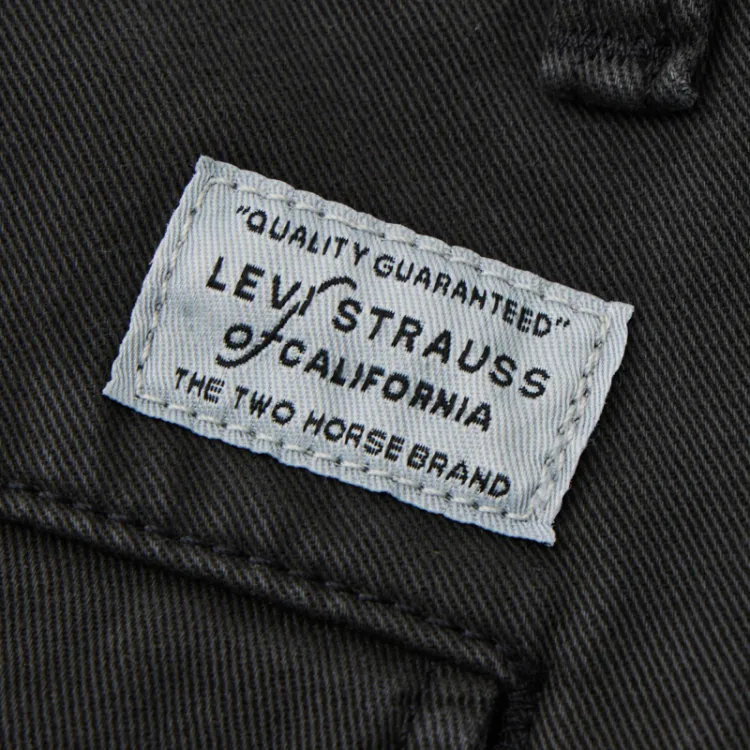 "QUALITY GUARANTEED"
LEVI STRAUSS
of CALIFORNIA
THE TWO HORSE BRAND